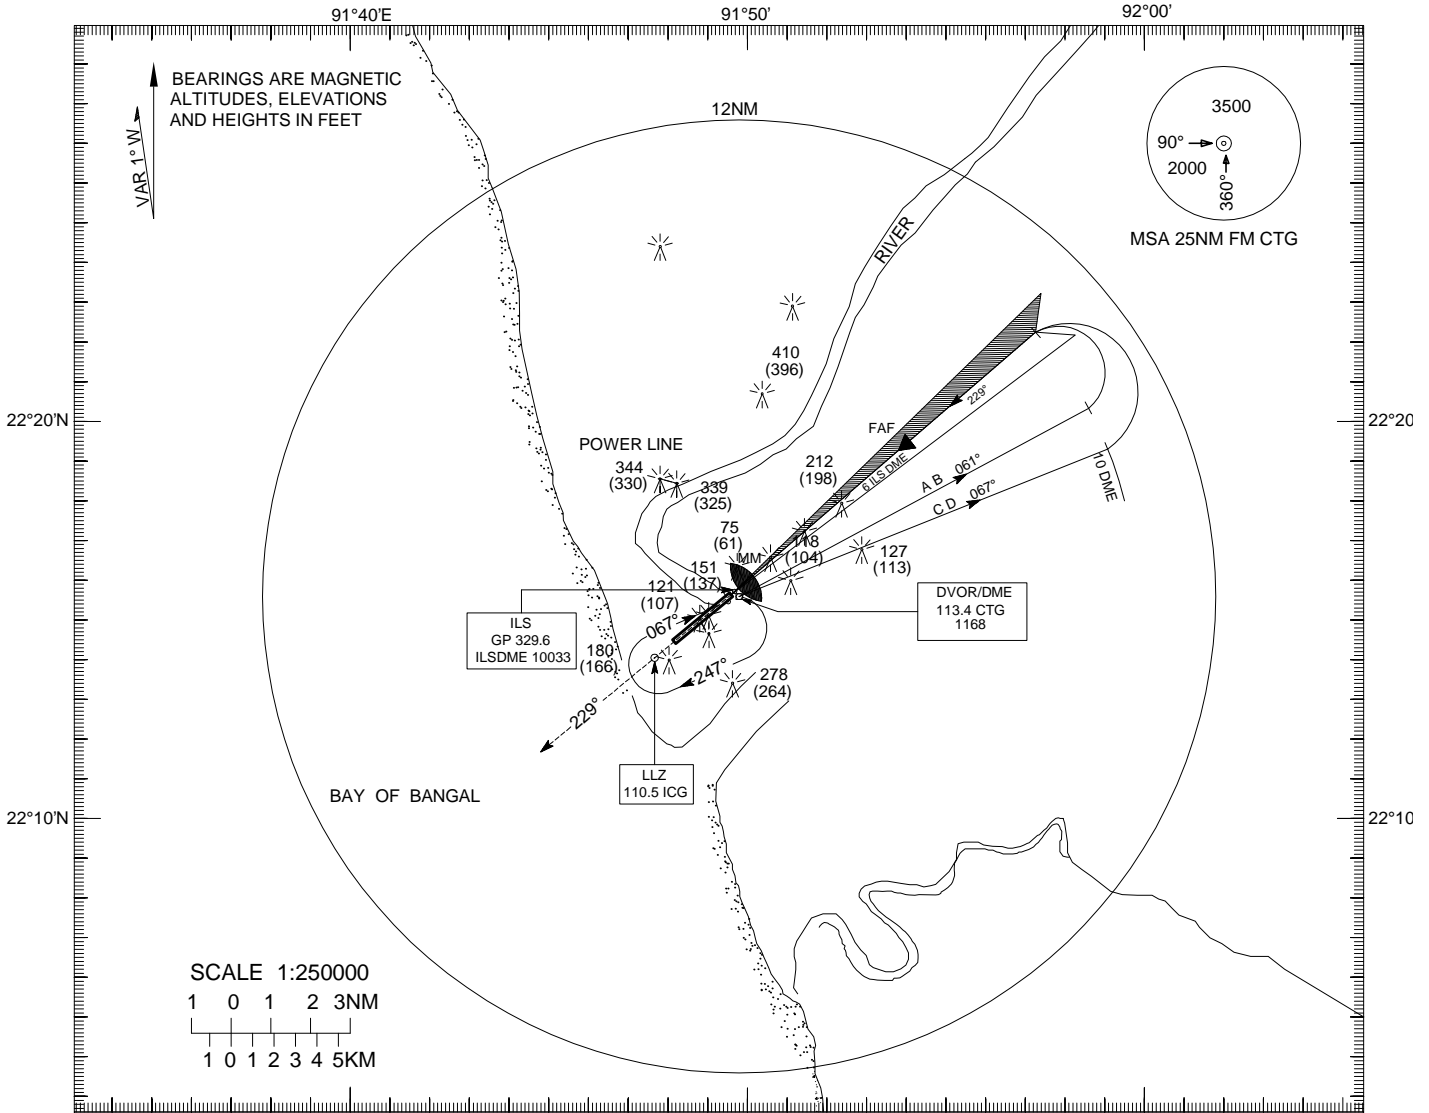 91°40'E
91°50'
92°00'
BEARINGS ARE MAGNETIC
ALTITUDES, ELEVATIONS
AND HEIGHTS IN FEET
VAR 1° W
12NM
3500
90°
2000
360°
MSA 25NM FM CTG
RIVER
410
(396)
229°
22°20'N
22°20
FAF
POWER LINE
344
(330)
339
(325)
212
(198)
6 ILS DME
A B 061°
C D 067°
10 DME
75
(61)
MM
118
(104)
127
(113)
151
(137)
121
(107)
DVOR/DME
113.4 CTG
1168
ILS
GP 329.6
ILSDME 10033
067°
180
(166)
247°
278
(264)
229°
LLZ
110.5 ICG
BAY OF BANGAL
22°10'N
22°10
SCALE 1:250000
1 0 1 2 3NM
1 0 1 2 3 4 5KM